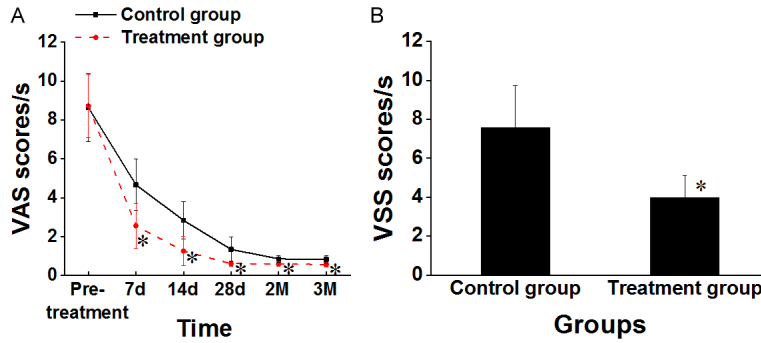 A
Control group
Treatment group
VAS scores/s
12
10
8
6
4
2
0
*
*
*
*
*
Pre-
treatment
7d
14d
28d
2M
3M
Time
B
VSS scores/s
12
10
8
6
4
2
0
*
Control group
Treatment group
Groups